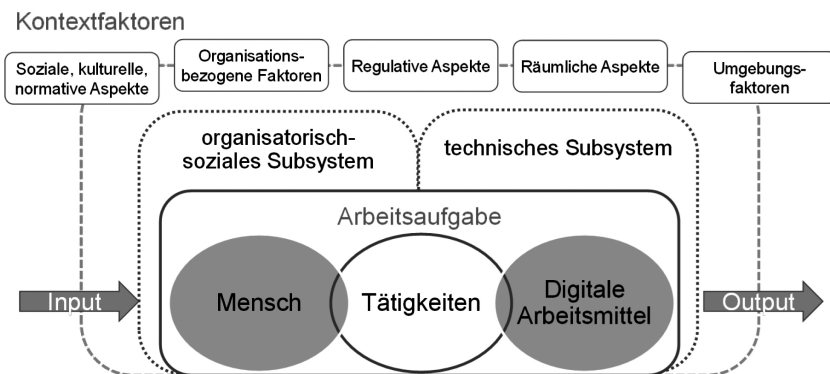 Kontextfaktoren
Soziale, kulturelle,
normative Aspekte
Organisations-
bezogene Faktoren
Regulative Aspekte
Räumliche Aspekte
Umgebungs-
faktoren
organisatorisch-
soziales Subsystem
technisches Subsystem
Arbeitsaufgabe
Input
Mensch
Tätigkeiten
Digitale
Arbeitsmittel
Output